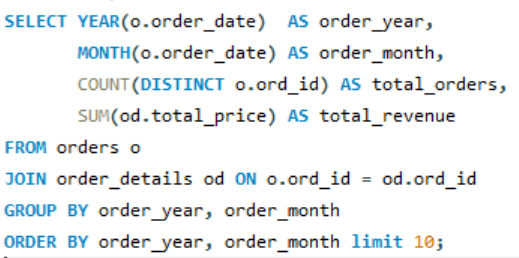 SELECT YEAR(o.order_date)  AS order_year,
       MONTH(o.order_date) AS order_month,
       COUNT(DISTINCT o.ord_id) AS total_orders,
       SUM(od.total_price) AS total_revenue
FROM orders o
JOIN order_details od ON o.ord_id = od.ord_id
GROUP BY order_year, order_month
ORDER BY order_year, order_month limit 10;